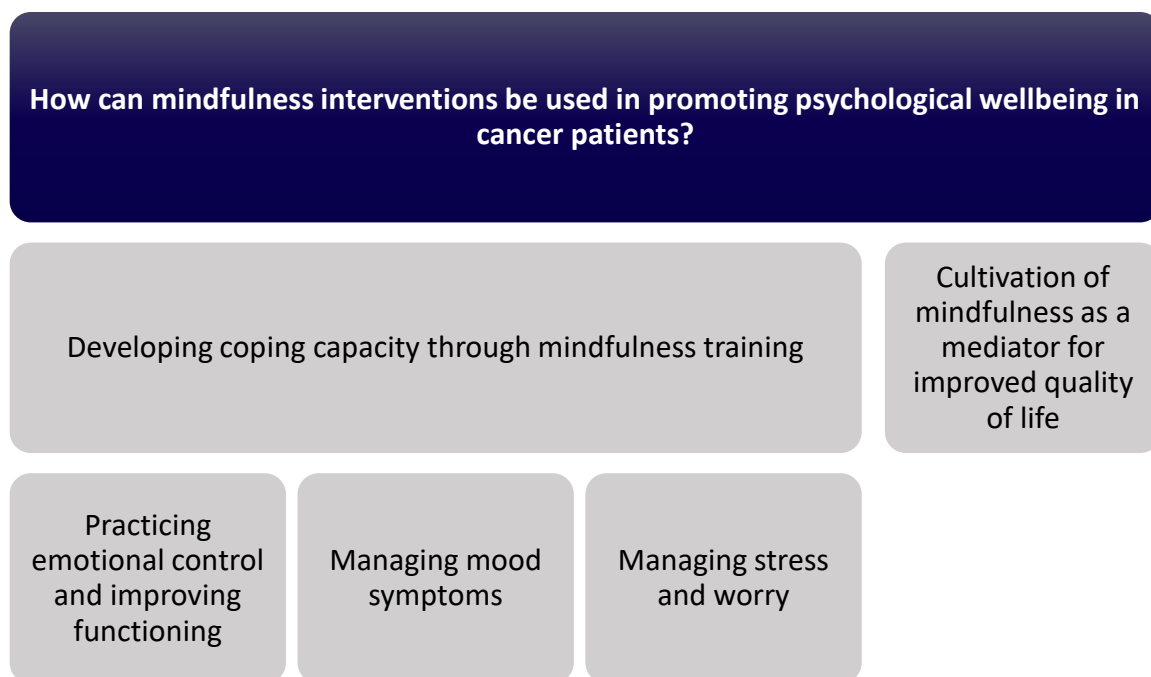 How can mindfulness interventions be used in promoting psychological wellbeing in
cancer patients?
Developing coping capacity through mindfulness training
Cultivation of
mindfulness as a
mediator for
improved quality
of life
Practicing
emotional control
and improving
functioning
Managing mood
symptoms
Managing stress
and worry